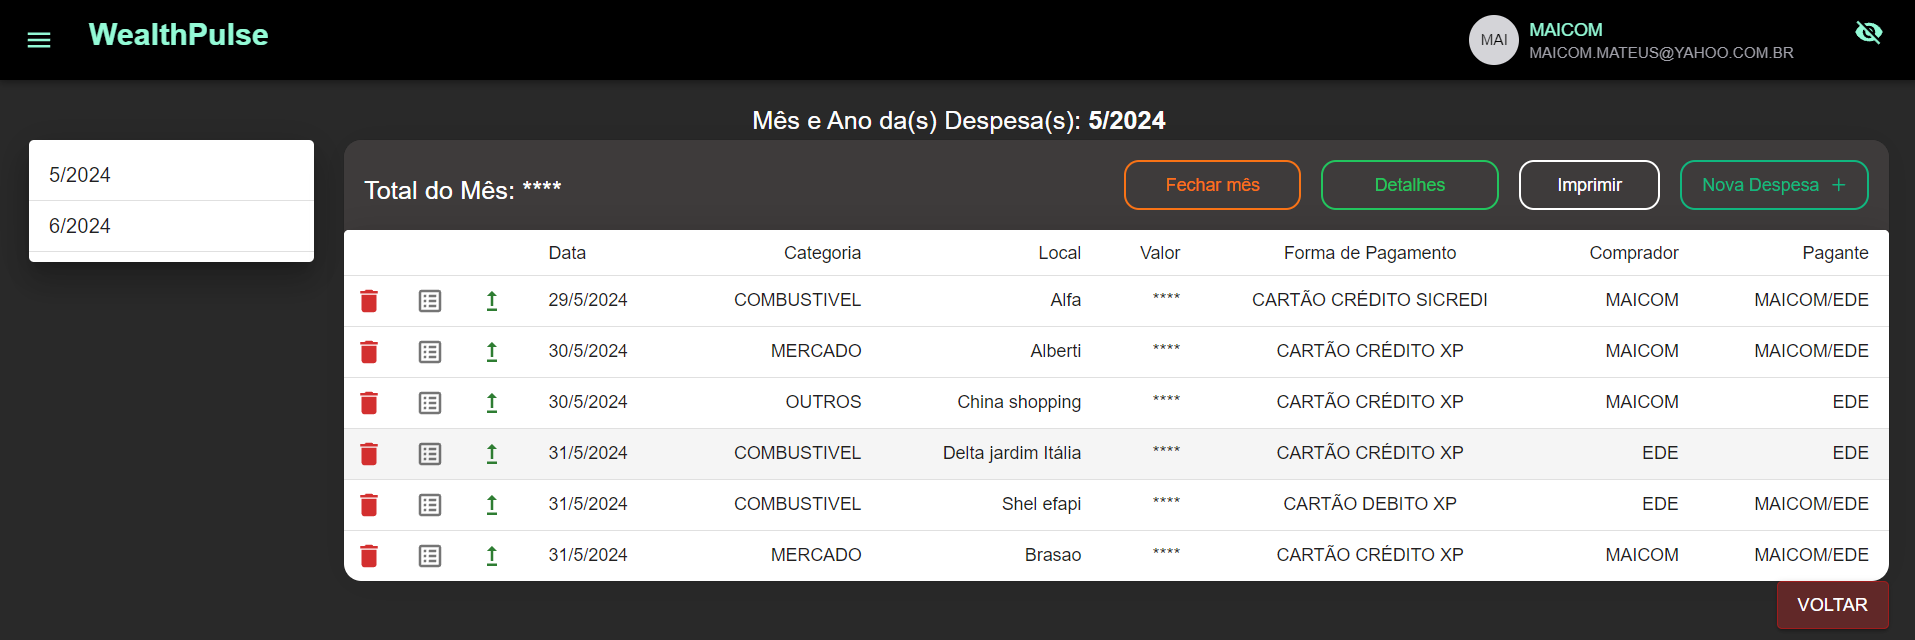 WealthPulse
MAI
MAICOM
MAICOM.MATEUS@YAHOO.COM.BR
Mês e Ano da(s) Despesa(s): 5/2024
5/2024
6/2024
Total do Mês: ****
Fechar mês
Detalhes
Imprimir
Nova Despesa +
Data Categoria Local Valor Forma de Pagamento Comprador Pagante
29/5/2024 COMBUSTIVEL Alfa **** CARTÃO CRÉDITO SICREDI MAICOM MAICOM/EDE
30/5/2024 MERCADO Alberti **** CARTÃO CRÉDITO XP MAICOM MAICOM/EDE
30/5/2024 OUTROS China shopping **** CARTÃO CRÉDITO XP MAICOM EDE
31/5/2024 COMBUSTIVEL Delta jardim Itália **** CARTÃO CRÉDITO XP EDE EDE
31/5/2024 COMBUSTIVEL Shel efapi **** CARTÃO DEBITO XP EDE MAICOM/EDE
31/5/2024 MERCADO Brasao **** CARTÃO CRÉDITO XP MAICOM MAICOM/EDE
VOLTAR